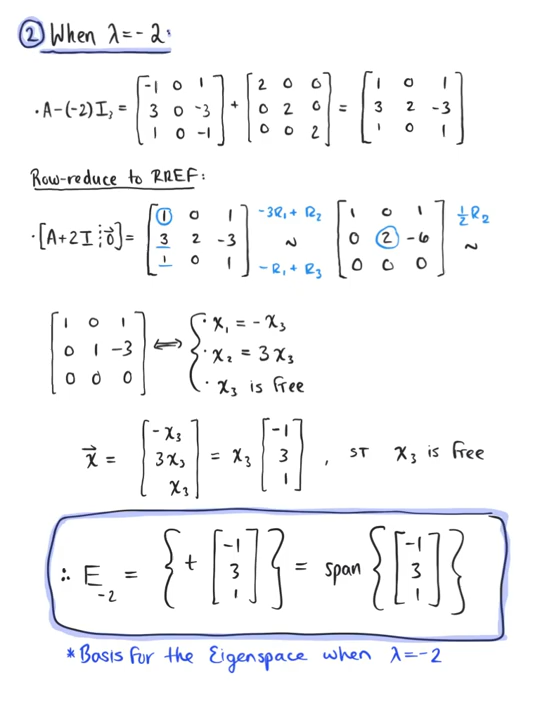 ② When λ=-2:
· A-(-2)I₃ = [-1 0 1; 3 0 -3; 1 0 -1] + [2 0 0; 0 2 0; 0 0 2] = [1 0 1; 3 2 -3; 1 0 1]
Row-reduce to RREF:
· [A+2I ⋮ 0⃗] = [1 0 1; 3 2 -3; 1 0 1] -3R₁ + R₂ ~ -R₁ + R₃ [1 0 1; 0 2 -6; 0 0 0] ½R₂ ~
[1 0 1; 0 1 -3; 0 0 0] ⟺ { · x₁ = -x₃
· x₂ = 3x₃
· x₃ is free
x⃗ = [-x₃; 3x₃; x₃] = x₃ [-1; 3; 1] , ST x₃ is free
∴ E₋₂ = { t [-1; 3; 1] } = span { [-1; 3; 1] }
*Basis for the Eigenspace when λ=-2